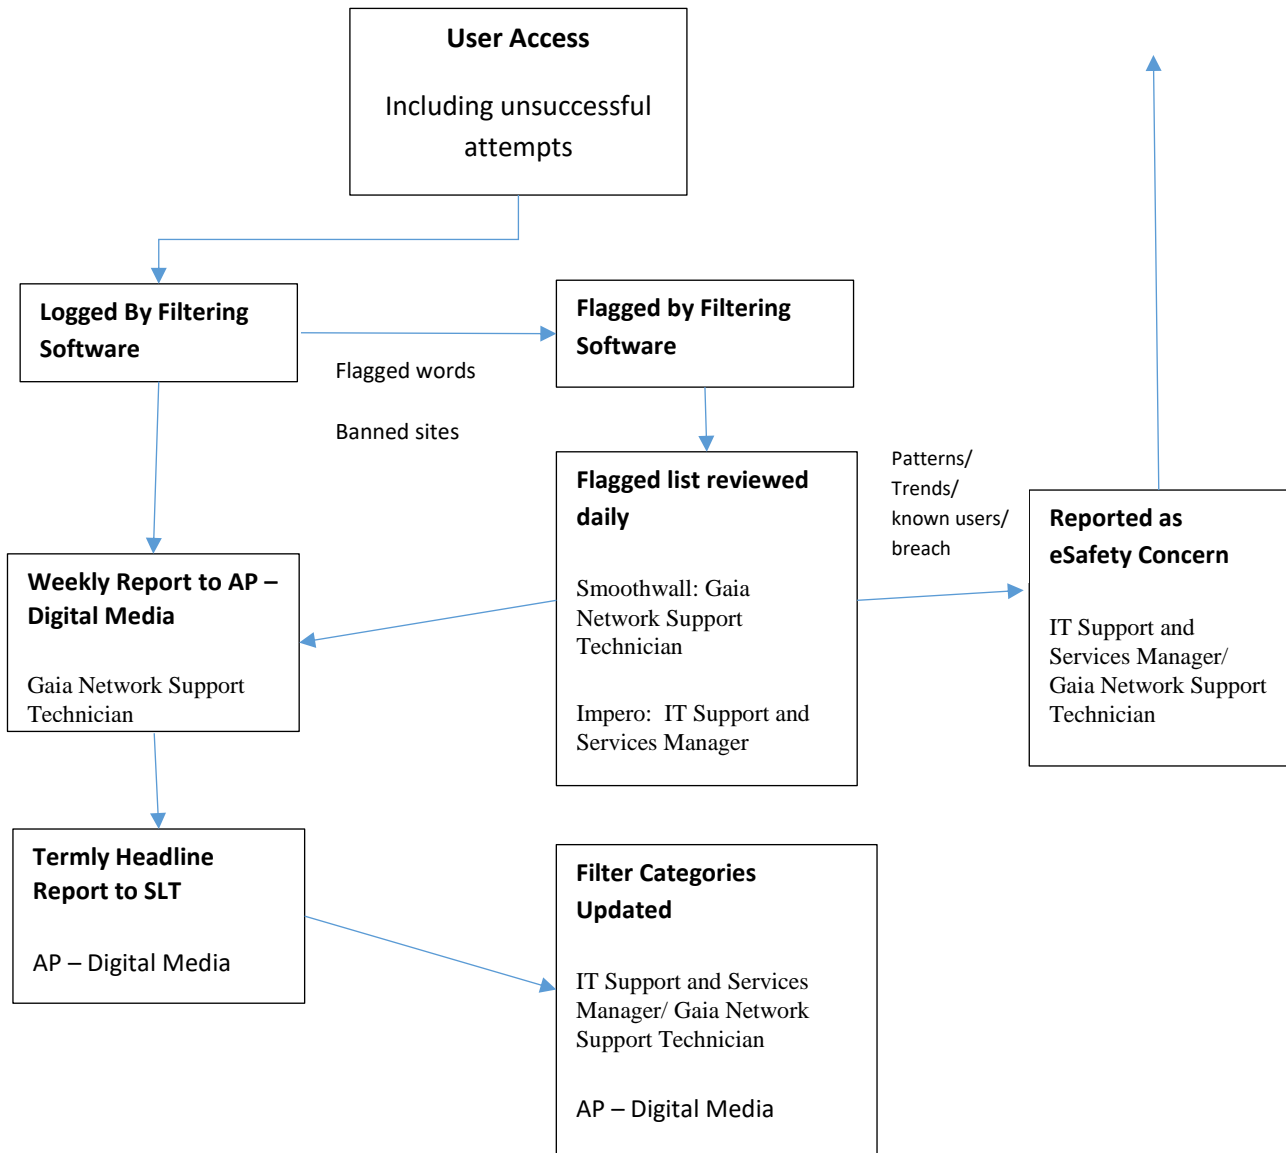 User Access
Including unsuccessful
attempts
Logged By Filtering
Software
Flagged words
Banned sites
Flagged by Filtering
Software
Flagged list reviewed
daily
Smoothwall: Gaia
Network Support
Technician
Impero:  IT Support and
Services Manager
Patterns/
Trends/
known users/
breach
Reported as
eSafety Concern
IT Support and
Services Manager/
Gaia Network Support
Technician
Weekly Report to AP –
Digital Media
Gaia Network Support
Technician
Termly Headline
Report to SLT
AP – Digital Media
Filter Categories
Updated
IT Support and Services
Manager/ Gaia Network
Support Technician
AP – Digital Media